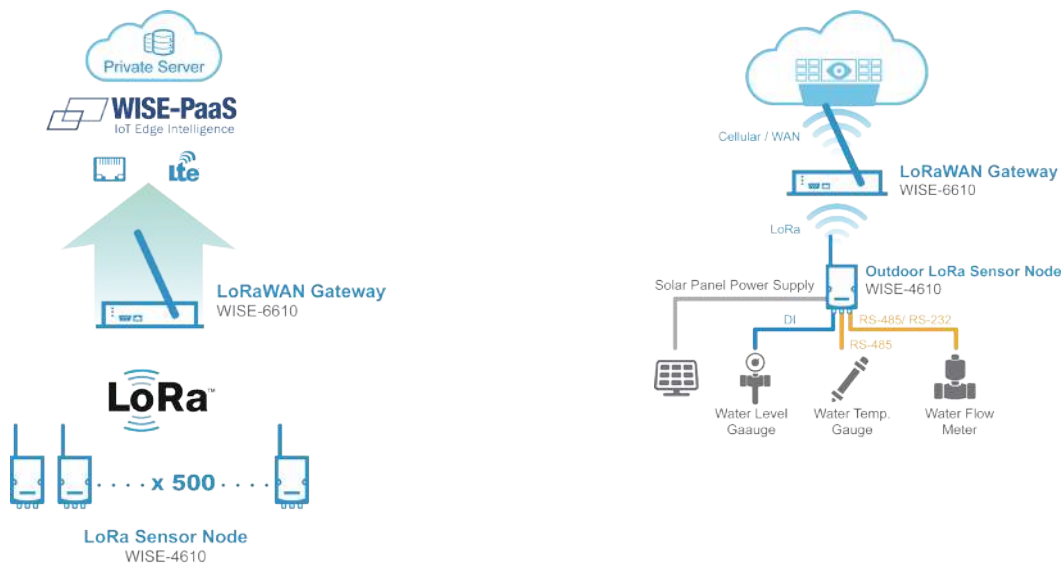 Private Server
WISE-PaaS
IoT Edge Intelligence
Lte
LoRaWAN Gateway
WISE-6610
LoRa™
x 500
LoRa Sensor Node
WISE-4610
Cellular / WAN
LoRaWAN Gateway
WISE-6610
LoRa
Outdoor LoRa Sensor Node
WISE-4610
Solar Panel Power Supply
DI
RS-485/ RS-232
RS-485
Water Level
Gaauge
Water Temp.
Gauge
Water Flow
Meter